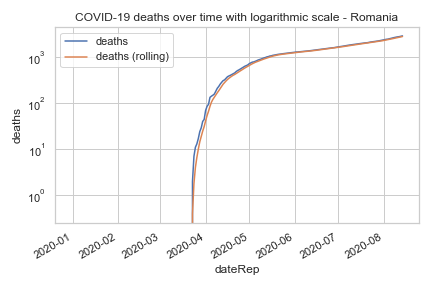 COVID-19 deaths over time with logarithmic scale - Romania
deaths
deaths (rolling)
10³
10²
10¹
10⁰
deaths
2020-01
2020-02
2020-03
2020-04
2020-05
2020-06
2020-07
2020-08
dateRep